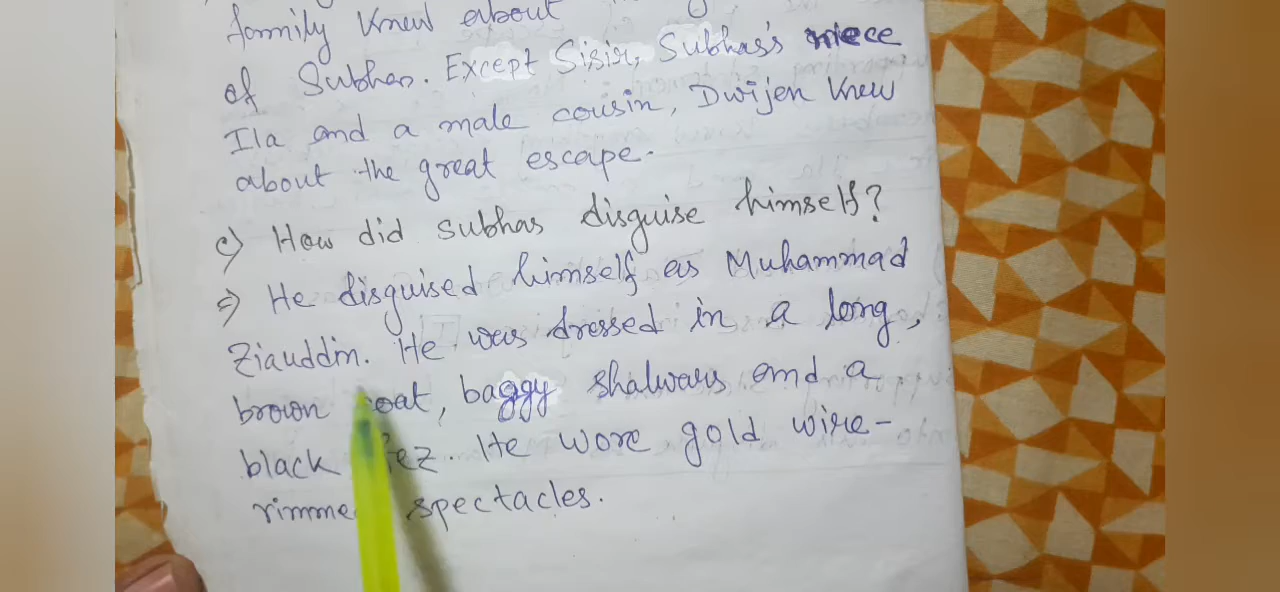 family knew about
of Subhas. Except Sisir, Subhas's niece
Ila and a male cousin, Dwijen knew
about the great escape.
c) How did subhas disguise himself?
c) He disguised himself as Muhammad
Ziauddin. He was dressed in a long,
brown coat, baggy shalwars and a
black fez. He wore gold wire-
rimmed spectacles.